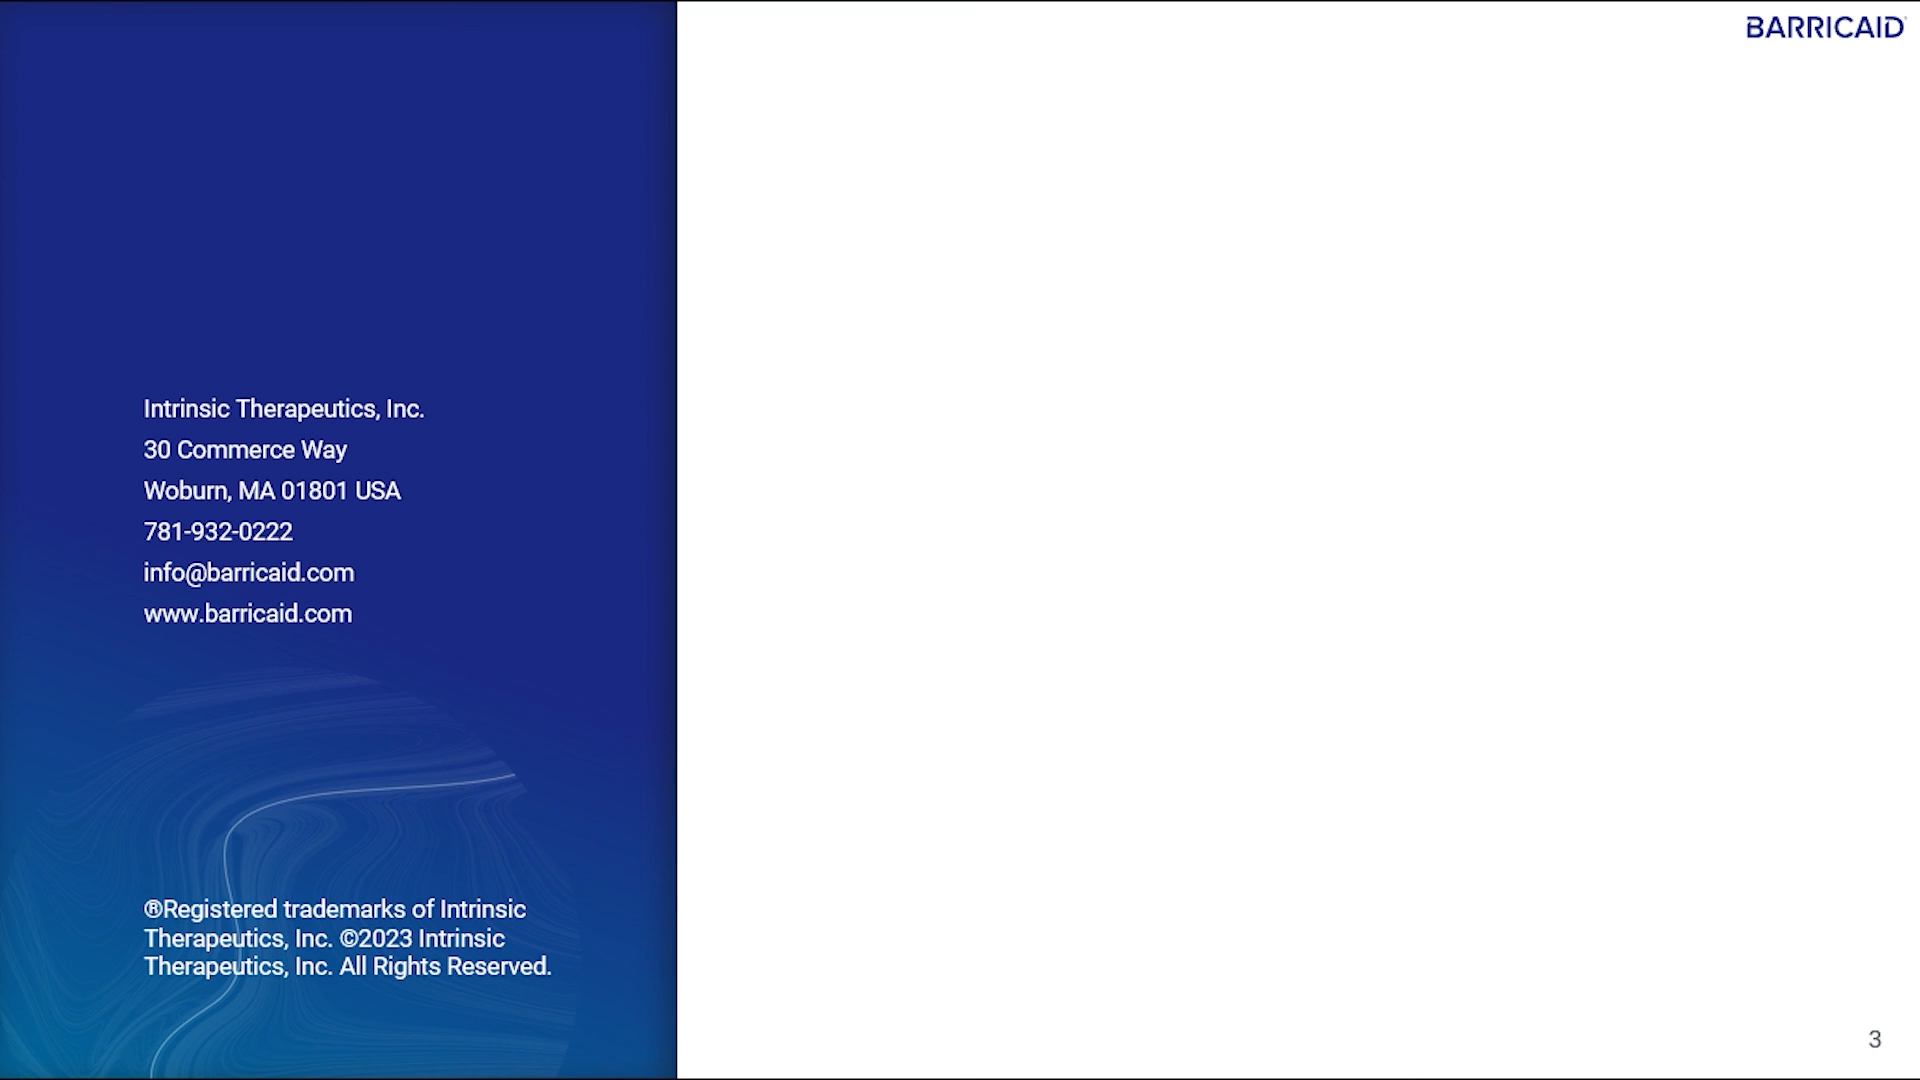 BARRICAID
Intrinsic Therapeutics, Inc.
30 Commerce Way
Woburn, MA 01801 USA
781-932-0222
info@barricaid.com
www.barricaid.com
®Registered trademarks of Intrinsic
Therapeutics, Inc. ©2023 Intrinsic
Therapeutics, Inc. All Rights Reserved.
3